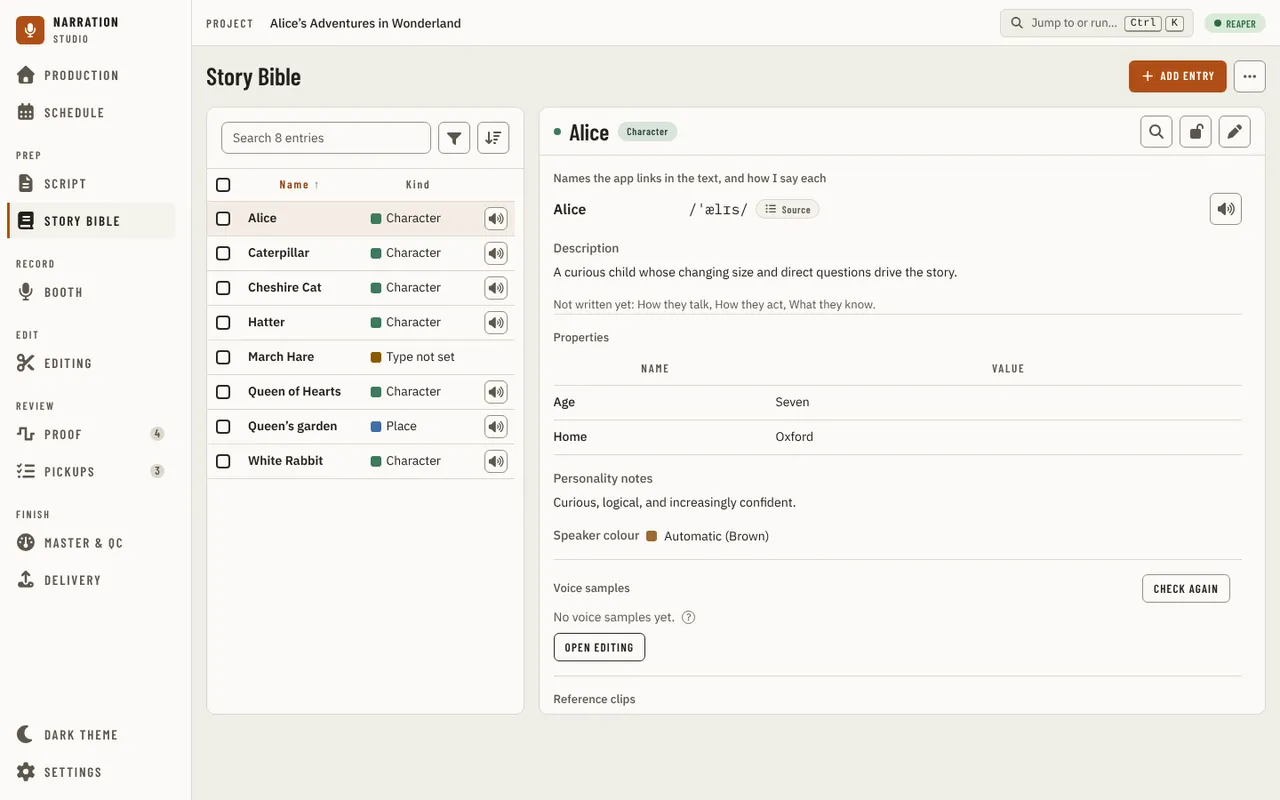 NARRATION
STUDIO
PRODUCTION
SCHEDULE
PREP
SCRIPT
STORY BIBLE
RECORD
BOOTH
EDIT
EDITING
REVIEW
PROOF 4
PICKUPS 3
FINISH
MASTER & QC
DELIVERY
DARK THEME
SETTINGS
PROJECT Alice’s Adventures in Wonderland
Jump to or run… Ctrl K
REAPER
Story Bible
+ ADD ENTRY
Search 8 entries
Name ↑ Kind
Alice Character
Caterpillar Character
Cheshire Cat Character
Hatter Character
March Hare Type not set
Queen of Hearts Character
Queen’s garden Place
White Rabbit Character
Alice Character
Names the app links in the text, and how I say each
Alice /ˈælɪs/ Source
Description
A curious child whose changing size and direct questions drive the story.
Not written yet: How they talk, How they act, What they know.
Properties
NAME VALUE
Age Seven
Home Oxford
Personality notes
Curious, logical, and increasingly confident.
Speaker colour Automatic (Brown)
Voice samples
CHECK AGAIN
No voice samples yet. ?
OPEN EDITING
Reference clips